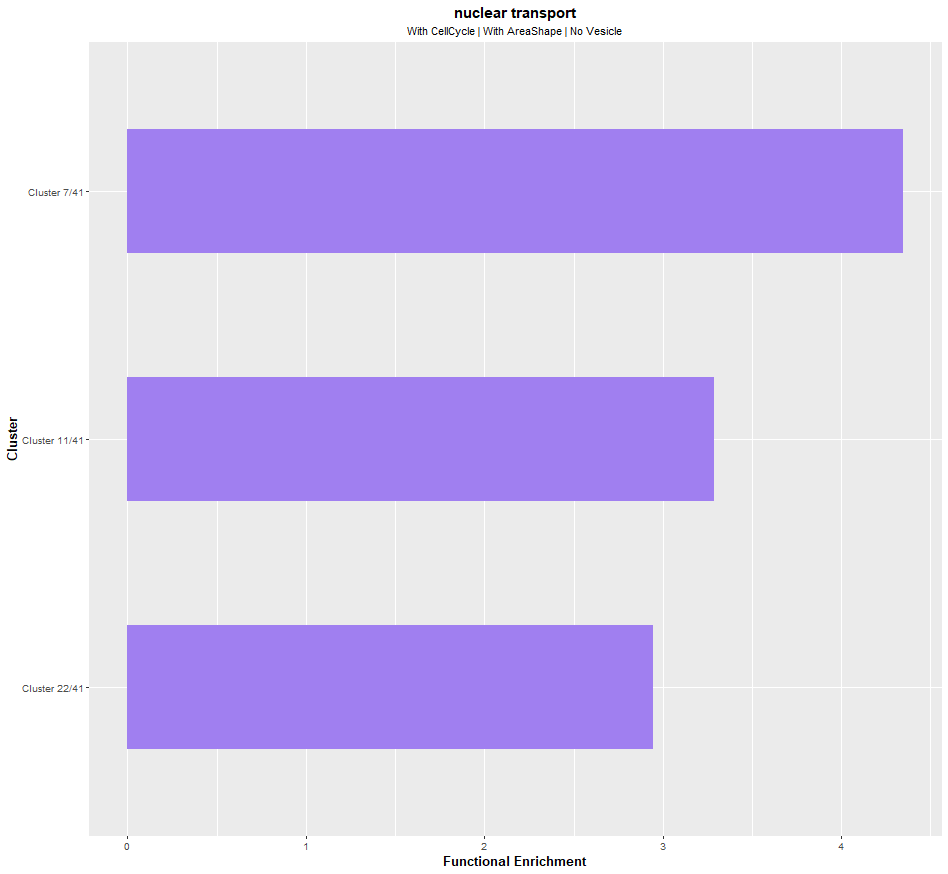 nuclear transport
With CellCycle | With AreaShape | No Vesicle
Cluster
Cluster 7/41
Cluster 11/41
Cluster 22/41
0 1 2 3 4
Functional Enrichment